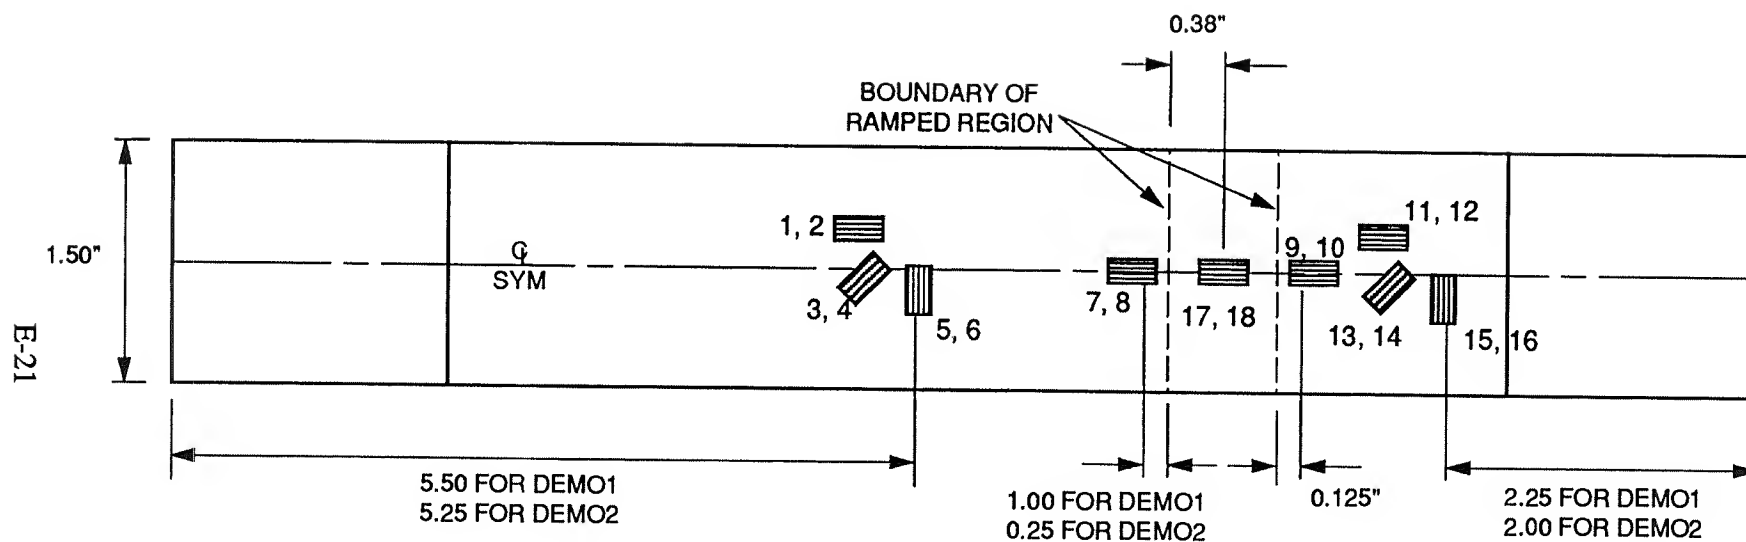 0.38"
BOUNDARY OF
RAMPED REGION
1.50"
℄
SYM
1, 2
3, 4
5, 6
7, 8
17, 18
9, 10
11, 12
13, 14
15, 16
E-21
5.50 FOR DEMO1
5.25 FOR DEMO2
1.00 FOR DEMO1
0.25 FOR DEMO2
0.125"
2.25 FOR DEMO1
2.00 FOR DEMO2